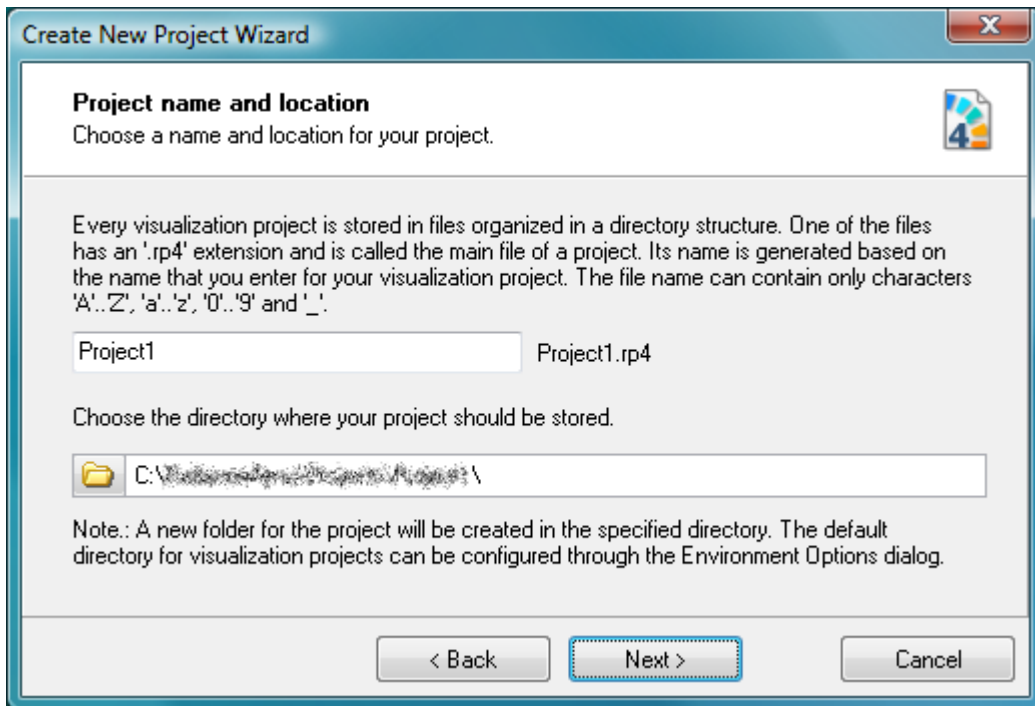 Create New Project Wizard
Project name and location
Choose a name and location for your project.
4
Every visualization project is stored in files organized in a directory structure. One of the files
has an '.rp4' extension and is called the main file of a project. Its name is generated based on
the name that you enter for your visualization project. The file name can contain only characters
'A'..'Z', 'a'..'z', '0'..'9' and '_'.
Project1 Project1.rp4
Choose the directory where your project should be stored.
C:\ \
Note.: A new folder for the project will be created in the specified directory. The default
directory for visualization projects can be configured through the Environment Options dialog.
< Back Next > Cancel